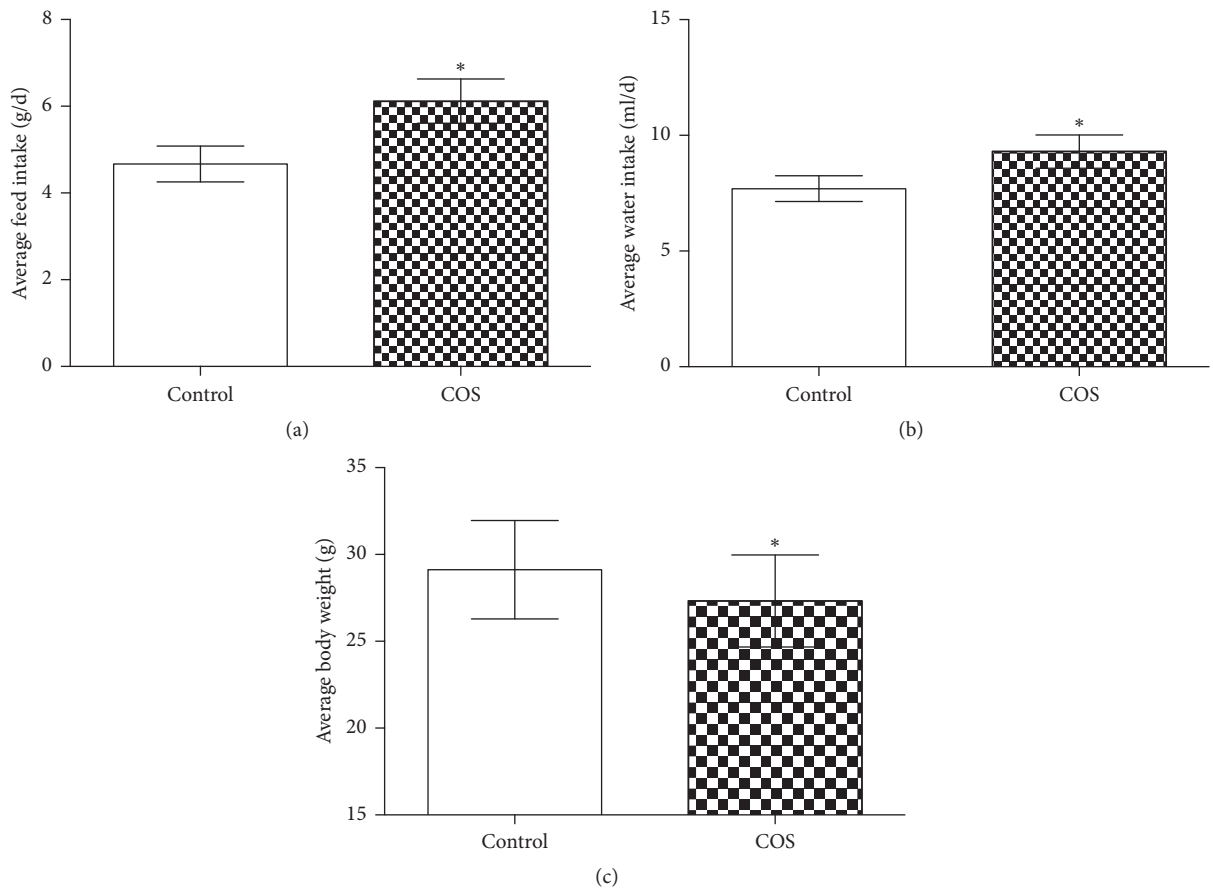 Average feed intake (g/d)
8
6
4
2
0
*
Control
COS
(a)
Average water intake (ml/d)
15
10
5
0
*
Control
COS
(b)
Average body weight (g)
35
30
25
20
15
*
Control
COS
(c)